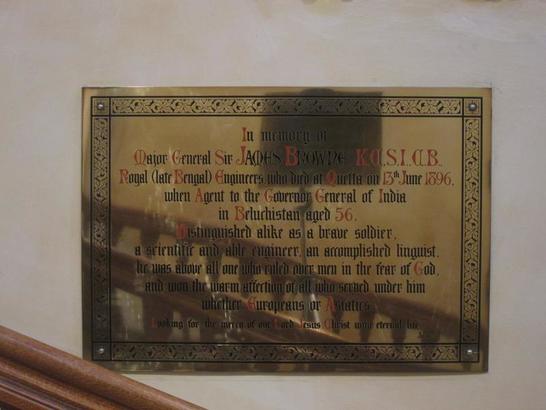 In memory of
Major General Sir JAMES BROWNE K.C.S.I., C.B.
Royal (late Bengal) Engineers who died at Quetta on 13th June 1896,
when Agent to the Governor General of India
in Beluchistan aged 56.
Distinguished alike as a brave soldier,
a scientific and able engineer, an accomplished linguist,
he was above all one who ruled over men in the fear of God,
and won the warm affection of all who served under him
whether Europeans or Asiatics.
Looking for the mercy of our Lord Jesus Christ unto eternal life.